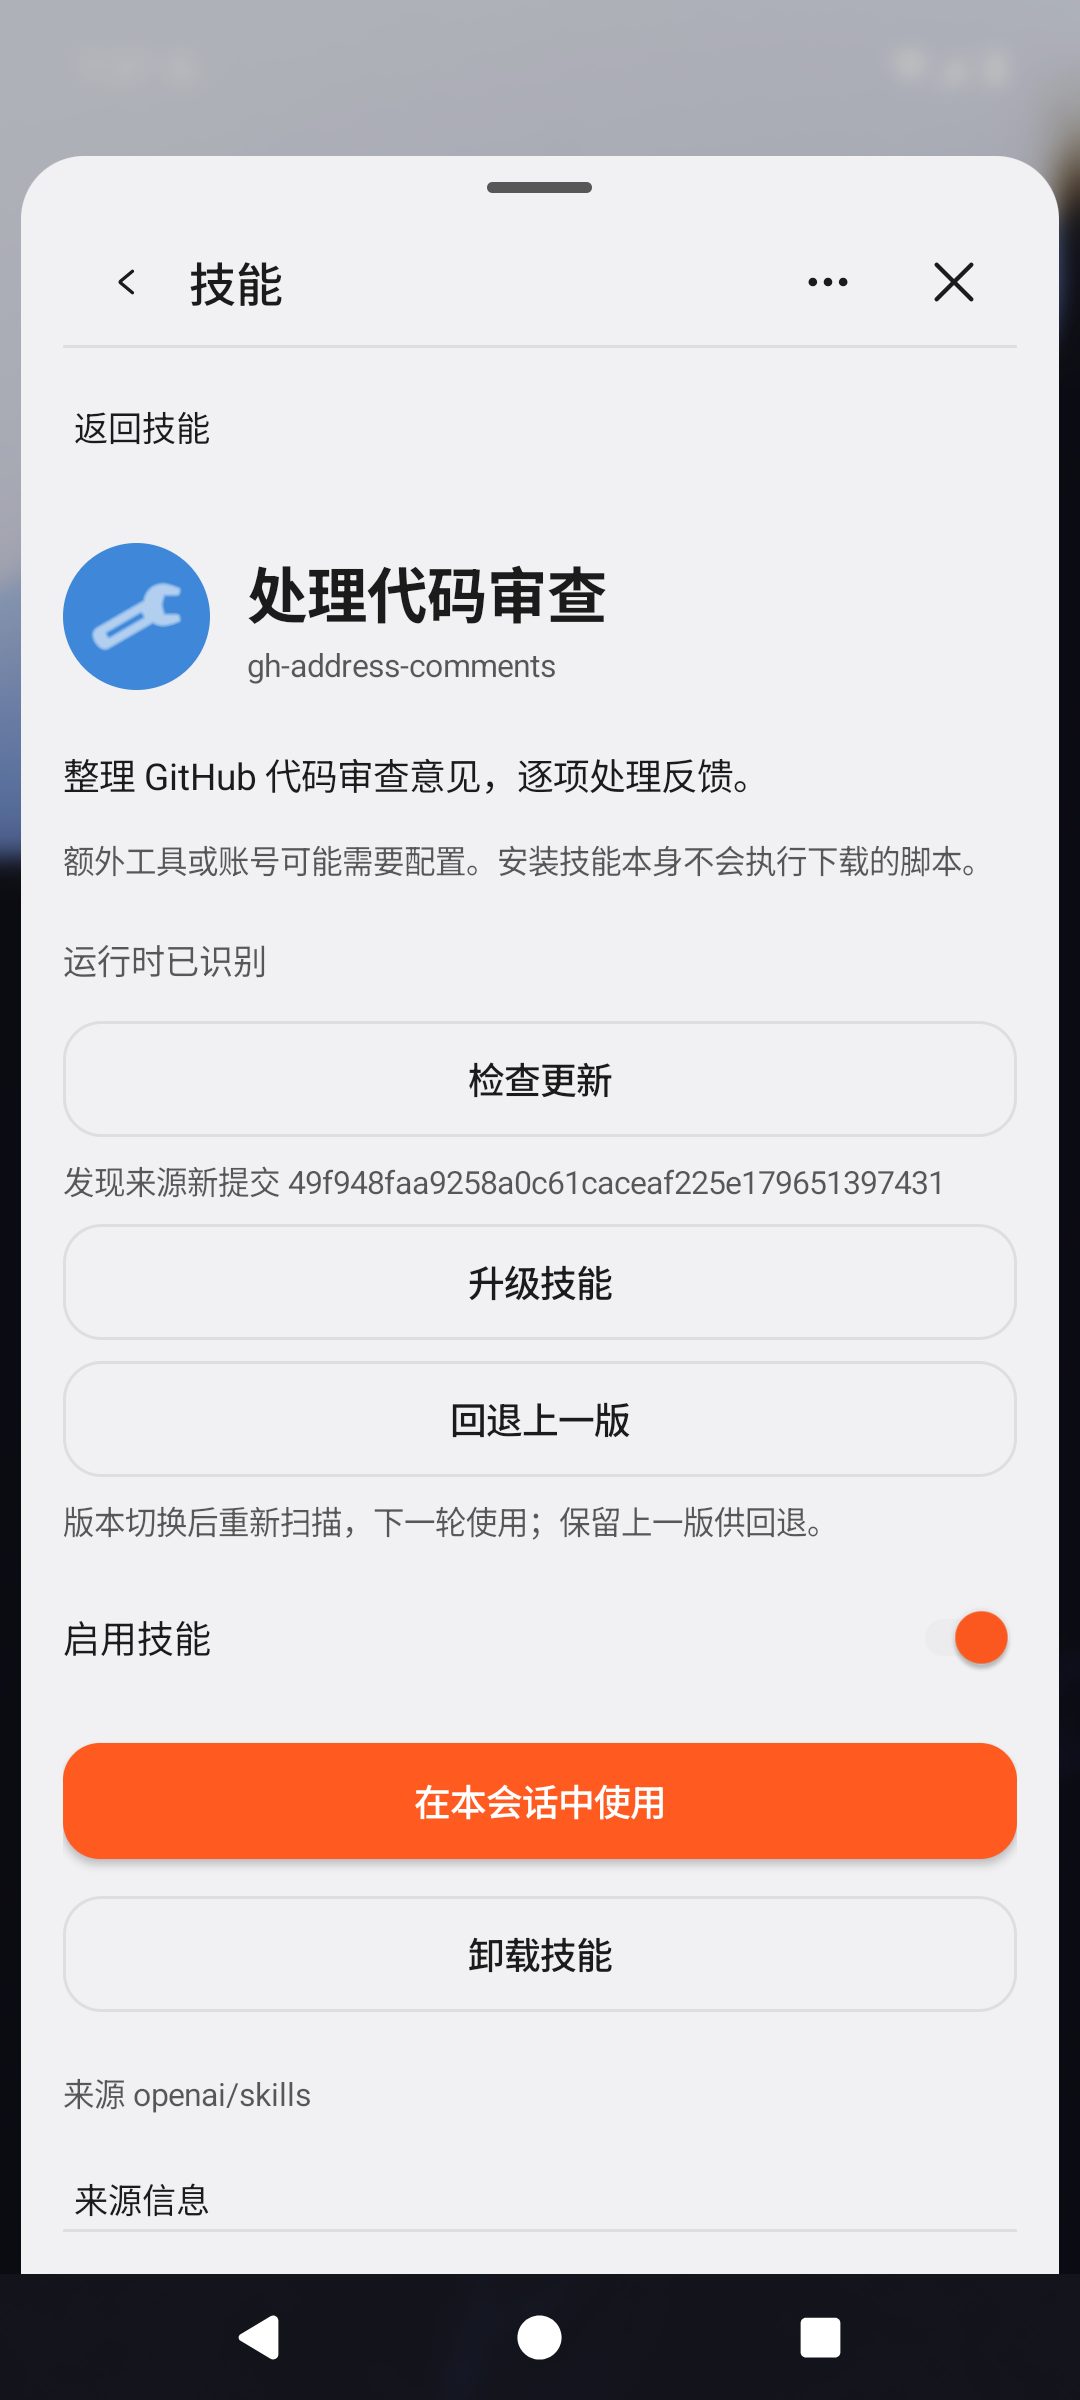 技能
返回技能
处理代码审查
gh-address-comments
整理 GitHub 代码审查意见，逐项处理反馈。
额外工具或账号可能需要配置。安装技能本身不会执行下载的脚本。
运行时已识别
检查更新
发现来源新提交 49f948faa9258a0c61caceaf225e179651397431
升级技能
回退上一版
版本切换后重新扫描，下一轮使用；保留上一版供回退。
启用技能
在本会话中使用
卸载技能
来源 openai/skills
来源信息